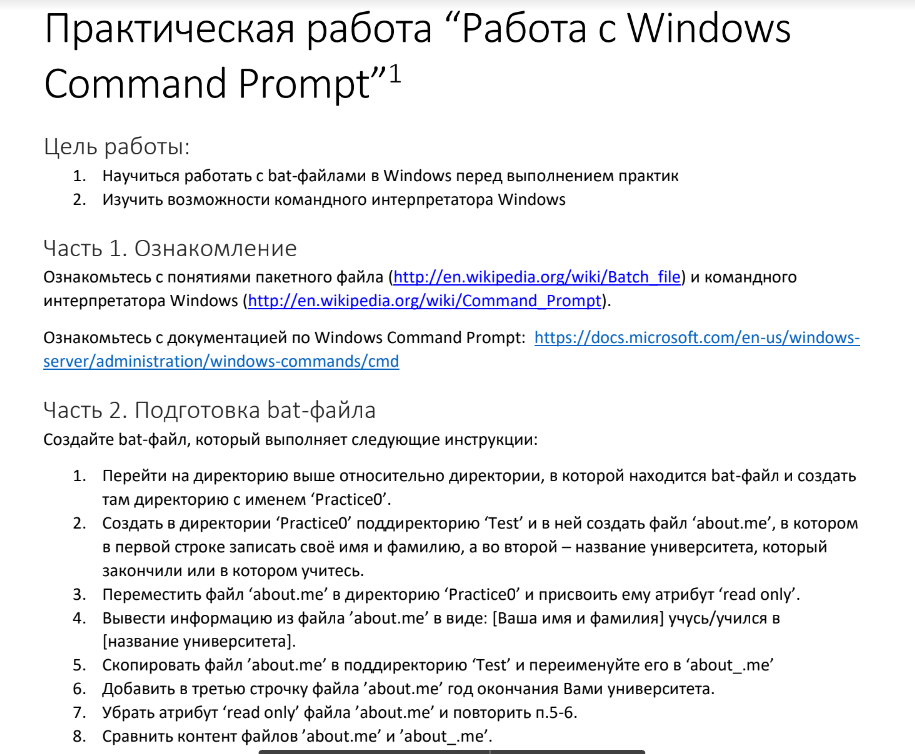 Практическая работа “Работа с Windows
Command Prompt”1
Цель работы:
1. Научиться работать с bat-файлами в Windows перед выполнением практик
2. Изучить возможности командного интерпретатора Windows
Часть 1. Ознакомление
Ознакомьтесь с понятиями пакетного файла (http://en.wikipedia.org/wiki/Batch_file) и командного
интерпретатора Windows (http://en.wikipedia.org/wiki/Command_Prompt).
Ознакомьтесь с документацией по Windows Command Prompt: https://docs.microsoft.com/en-us/windows-
server/administration/windows-commands/cmd
Часть 2. Подготовка bat-файла
Создайте bat-файл, который выполняет следующие инструкции:
1. Перейти на директорию выше относительно директории, в которой находится bat-файл и создать
там директорию с именем ‘Practice0’.
2. Создать в директории ‘Practice0’ поддиректорию ‘Test’ и в ней создать файл ‘about.me’, в котором
в первой строке записать своё имя и фамилию, а во второй – название университета, который
закончили или в котором учитесь.
3. Переместить файл ‘about.me’ в директорию ‘Practice0’ и присвоить ему атрибут ‘read only’.
4. Вывести информацию из файла ’about.me’ в виде: [Ваша имя и фамилия] учусь/учился в
[название университета].
5. Скопировать файл ’about.me’ в поддиректорию ‘Test’ и переименуйте его в ‘about_.me’
6. Добавить в третью строчку файла ’about.me’ год окончания Вами университета.
7. Убрать атрибут ‘read only’ файла ’about.me’ и повторить п.5-6.
8. Сравнить контент файлов ’about.me’ и ’about_.me’.